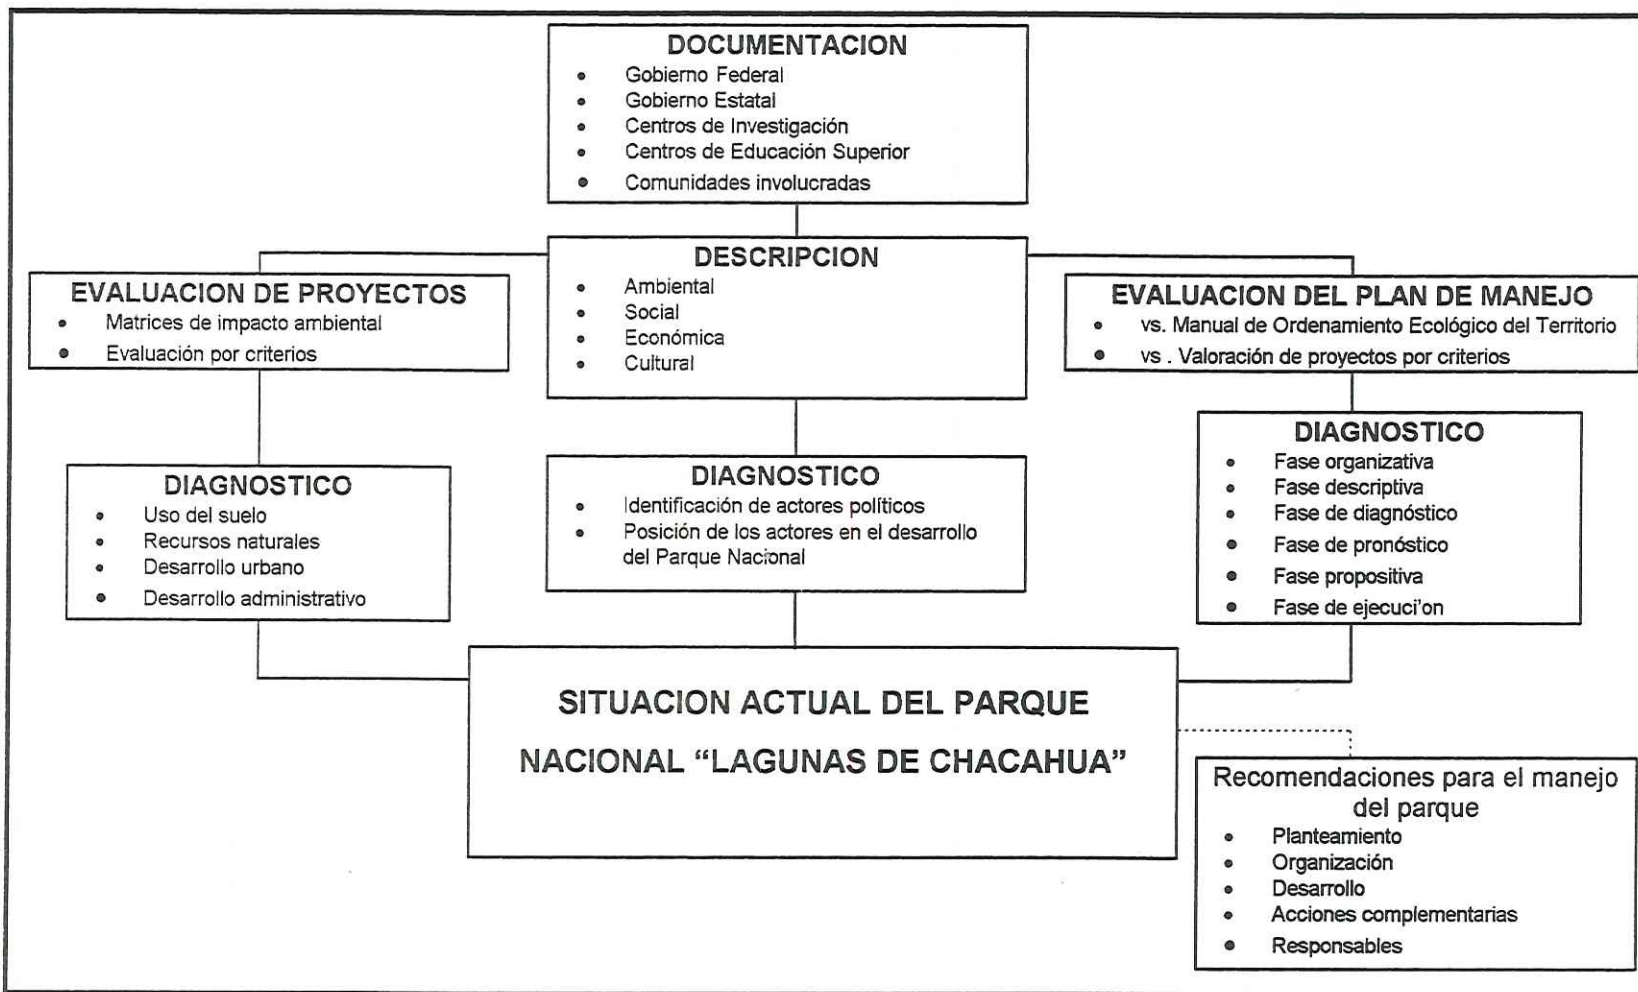 DOCUMENTACION
• Gobierno Federal
• Gobierno Estatal
• Centros de Investigación
• Centros de Educación Superior
• Comunidades involucradas
DESCRIPCION
• Ambiental
• Social
• Económica
• Cultural
EVALUACION DE PROYECTOS
• Matrices de impacto ambiental
• Evaluación por criterios
EVALUACION DEL PLAN DE MANEJO
• vs. Manual de Ordenamiento Ecológico del Territorio
• vs . Valoración de proyectos por criterios
DIAGNOSTICO
• Uso del suelo
• Recursos naturales
• Desarrollo urbano
• Desarrollo administrativo
DIAGNOSTICO
• Identificación de actores políticos
• Posición de los actores en el desarrollo
del Parque Nacional
DIAGNOSTICO
• Fase organizativa
• Fase descriptiva
• Fase de diagnóstico
• Fase de pronóstico
• Fase propositiva
• Fase de ejecuci'on
SITUACION ACTUAL DEL PARQUE
NACIONAL “LAGUNAS DE CHACAHUA”
Recomendaciones para el manejo
del parque
• Planteamiento
• Organización
• Desarrollo
• Acciones complementarias
• Responsables